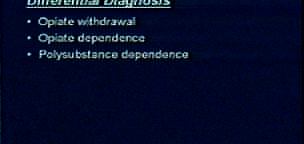 Differential Diagnosis
• Opiate withdrawal
• Opiate dependence
• Polysubstance dependence